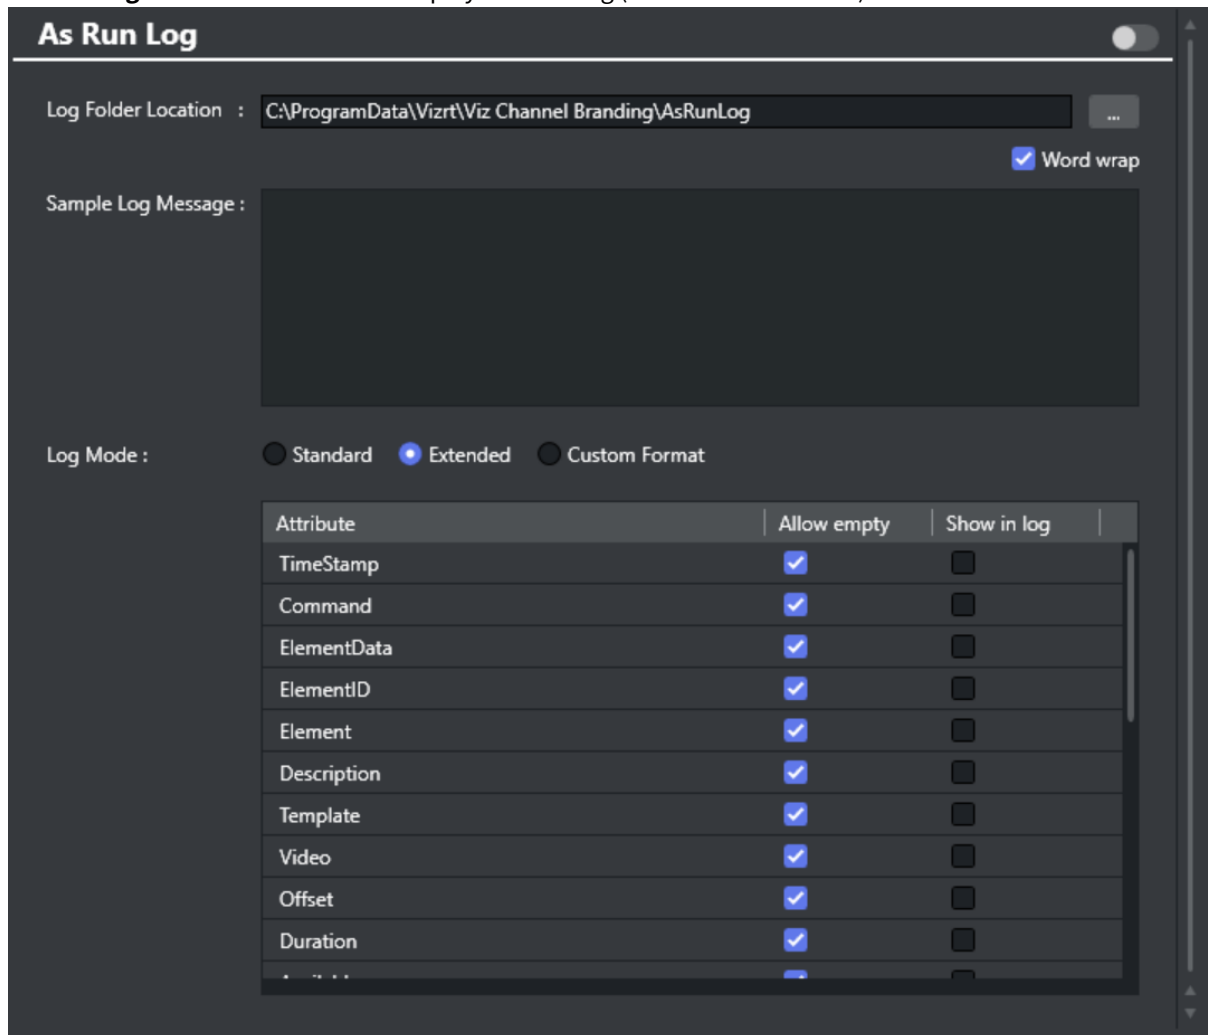 As Run Log
Log Folder Location : C:\ProgramData\Vizrt\Viz Channel Branding\AsRunLog ...
Word wrap
Sample Log Message :
Log Mode : Standard Extended Custom Format
Attribute Allow empty Show in log
TimeStamp
Command
ElementData
ElementID
Element
Description
Template
Video
Offset
Duration